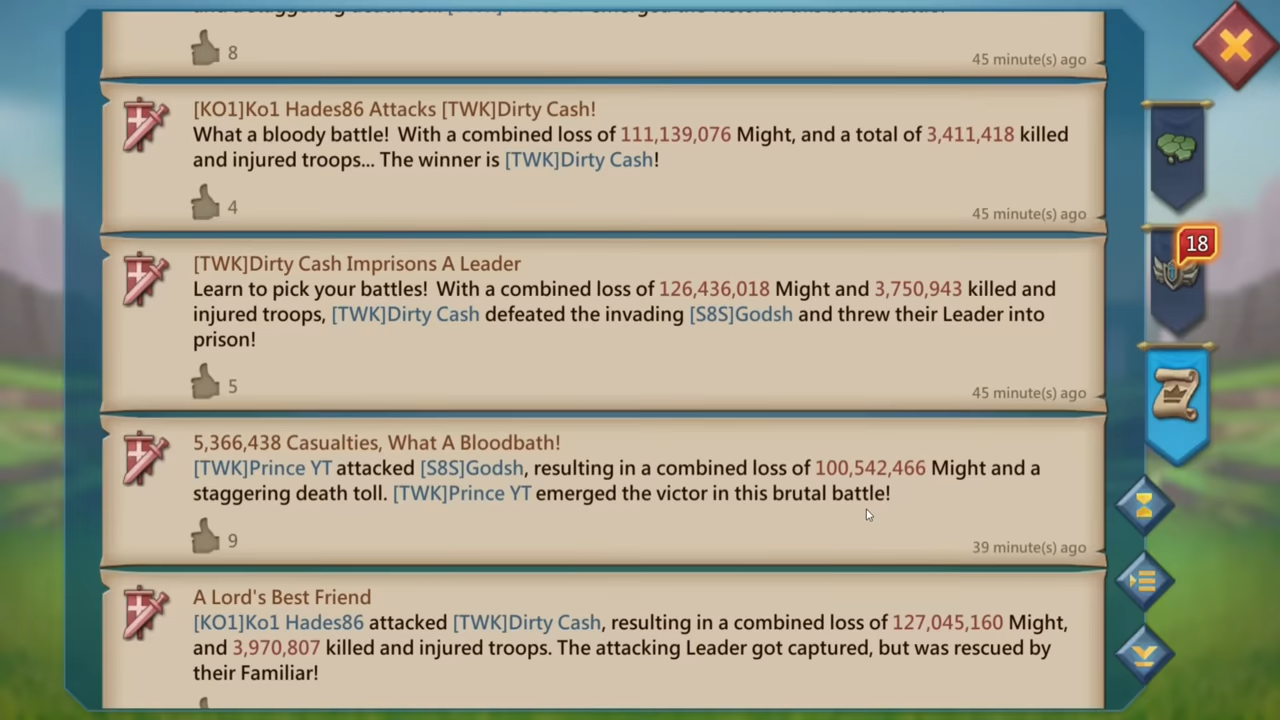 8
45 minute(s) ago
[KO1]Ko1 Hades86 Attacks [TWK]Dirty Cash!
What a bloody battle! With a combined loss of 111,139,076 Might, and a total of 3,411,418 killed
and injured troops... The winner is [TWK]Dirty Cash!
4
45 minute(s) ago
[TWK]Dirty Cash Imprisons A Leader
Learn to pick your battles! With a combined loss of 126,436,018 Might and 3,750,943 killed and
injured troops, [TWK]Dirty Cash defeated the invading [S8S]Godsh and threw their Leader into
prison!
5
45 minute(s) ago
5,366,438 Casualties, What A Bloodbath!
[TWK]Prince YT attacked [S8S]Godsh, resulting in a combined loss of 100,542,466 Might and a
staggering death toll. [TWK]Prince YT emerged the victor in this brutal battle!
9
39 minute(s) ago
A Lord's Best Friend
[KO1]Ko1 Hades86 attacked [TWK]Dirty Cash, resulting in a combined loss of 127,045,160 Might,
and 3,970,807 killed and injured troops. The attacking Leader got captured, but was rescued by
their Familiar!
18